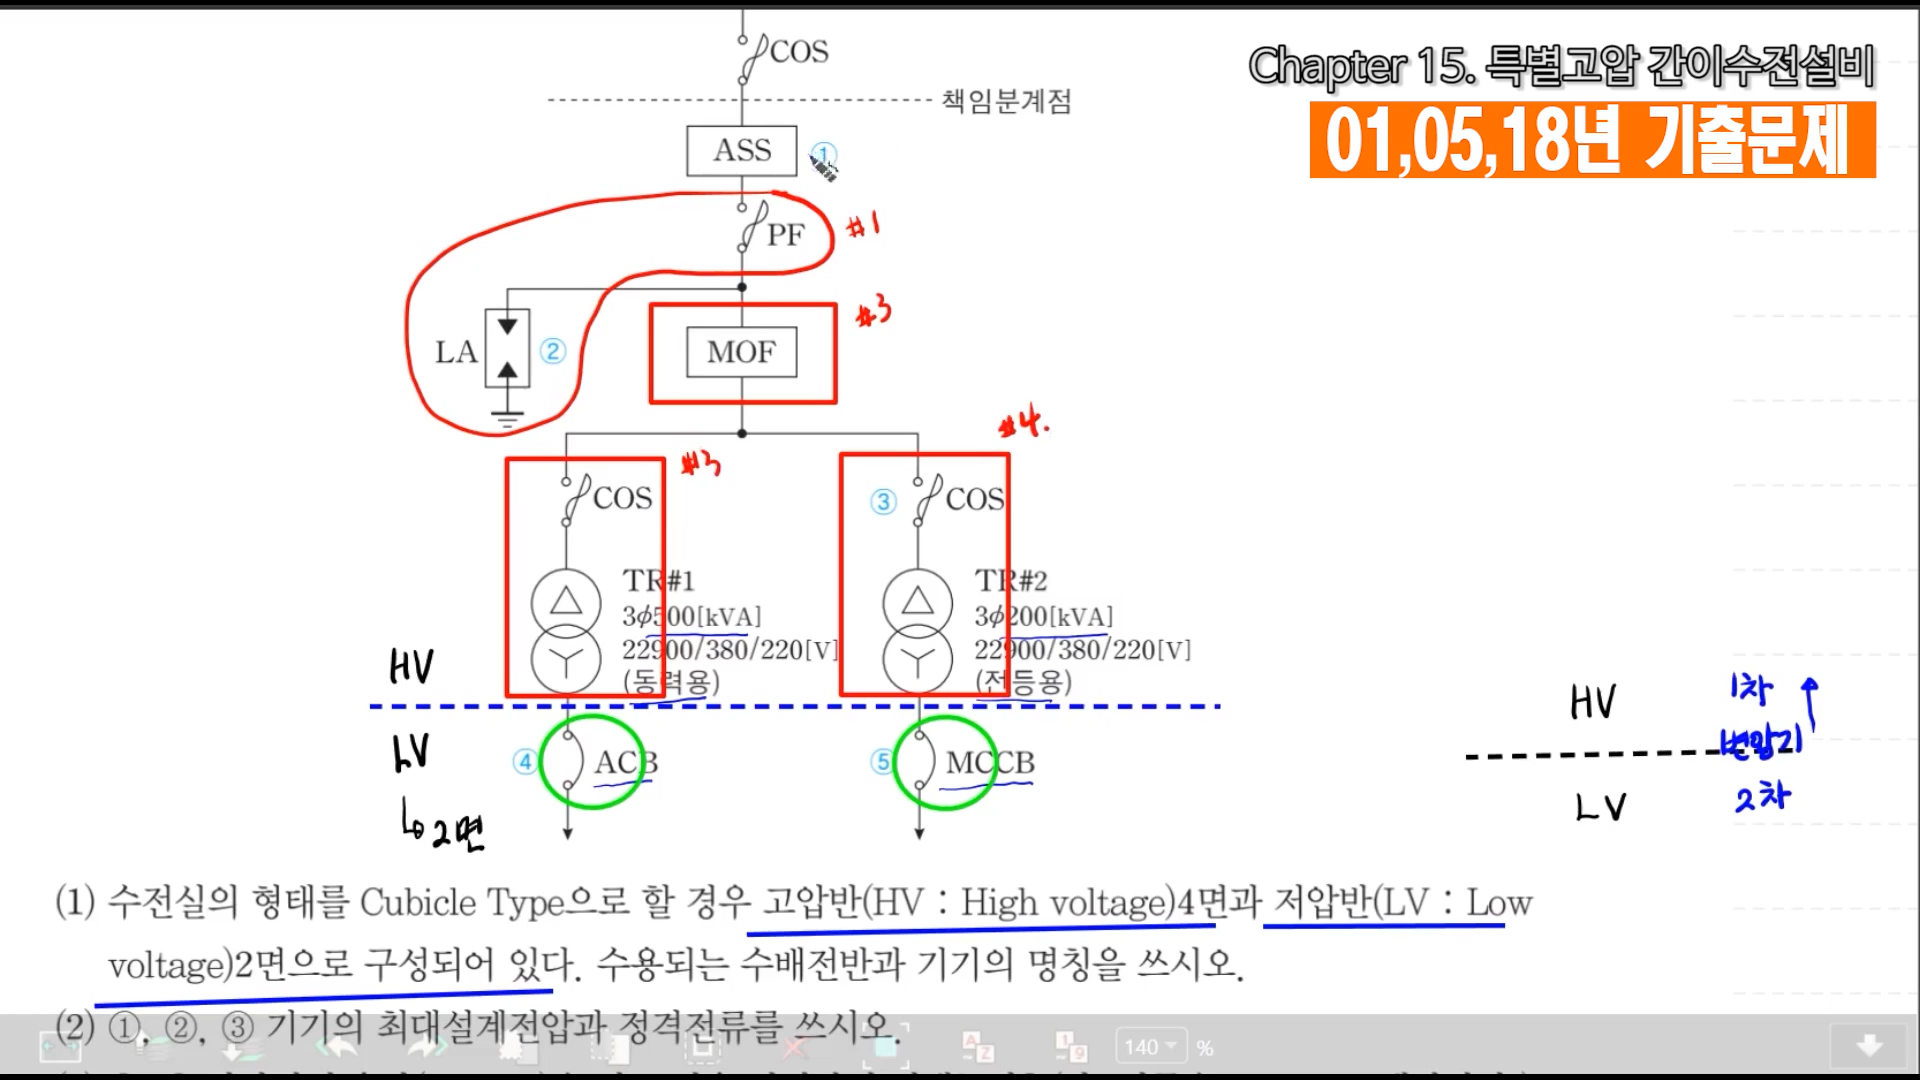 COS
Chapter 15. 특별고압 간이수전설비
책임분계점
01,05,18년 기출문제
ASS ①
PF #1
#3
LA ② MOF
#4.
#3
COS ③ COS
TR#1 TR#2
3ϕ500[kVA] 3ϕ200[kVA]
22900/380/220[V] 22900/380/220[V]
HV (동력용) (전등용)
HV 1차
변압기
LV ④ ACB ⑤ MCCB
LV 2차
2면
(1) 수전실의 형태를 Cubicle Type으로 할 경우 고압반(HV : High voltage)4면과 저압반(LV : Low
voltage)2면으로 구성되어 있다. 수용되는 수배전반과 기기의 명칭을 쓰시오.
(2) ①, ②, ③ 기기의 최대설계전압과 정격전류를 쓰시오.
140 %